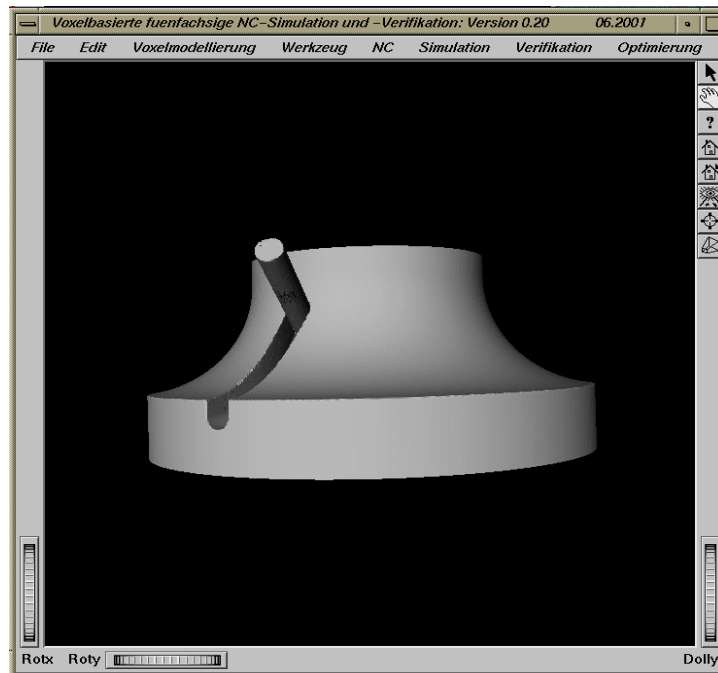 Voxelbasierte fuenfachsige NC-Simulation und -Verifikation: Version 0.20 06.2001
File Edit Voxelmodellierung Werkzeug NC Simulation Verifikation Optimierung
?
Rotx Roty Dolly